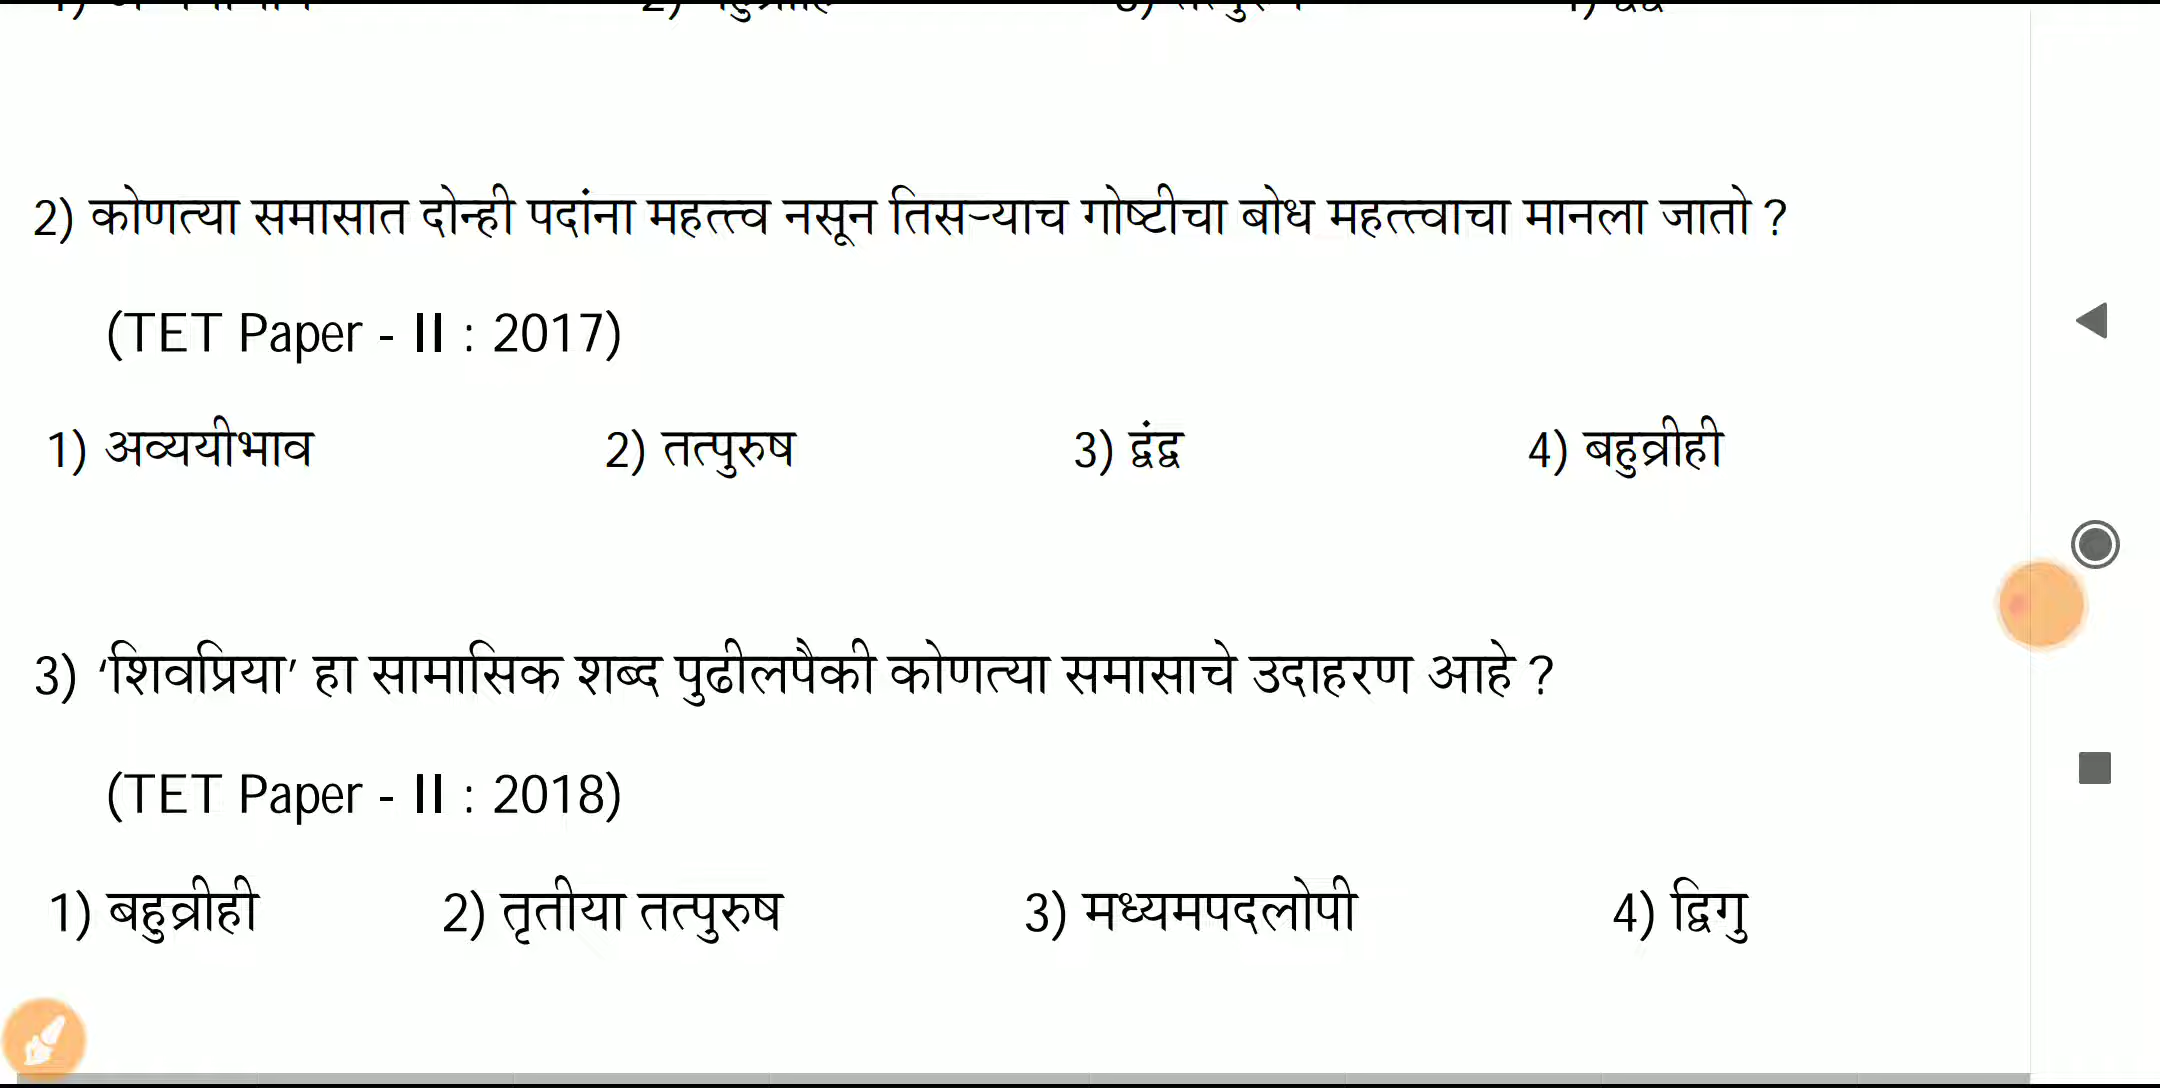 2) कोणत्या समासात दोन्ही पदांना महत्त्व नसून तिसऱ्याच गोष्टीचा बोध महत्त्वाचा मानला जातो ?
(TET Paper - II : 2017)
1) अव्ययीभाव 2) तत्पुरुष 3) द्वंद्व 4) बहुव्रीही
3) ‘शिवप्रिया’ हा सामासिक शब्द पुढीलपैकी कोणत्या समासाचे उदाहरण आहे ?
(TET Paper - II : 2018)
1) बहुव्रीही 2) तृतीया तत्पुरुष 3) मध्यमपदलोपी 4) द्विगु